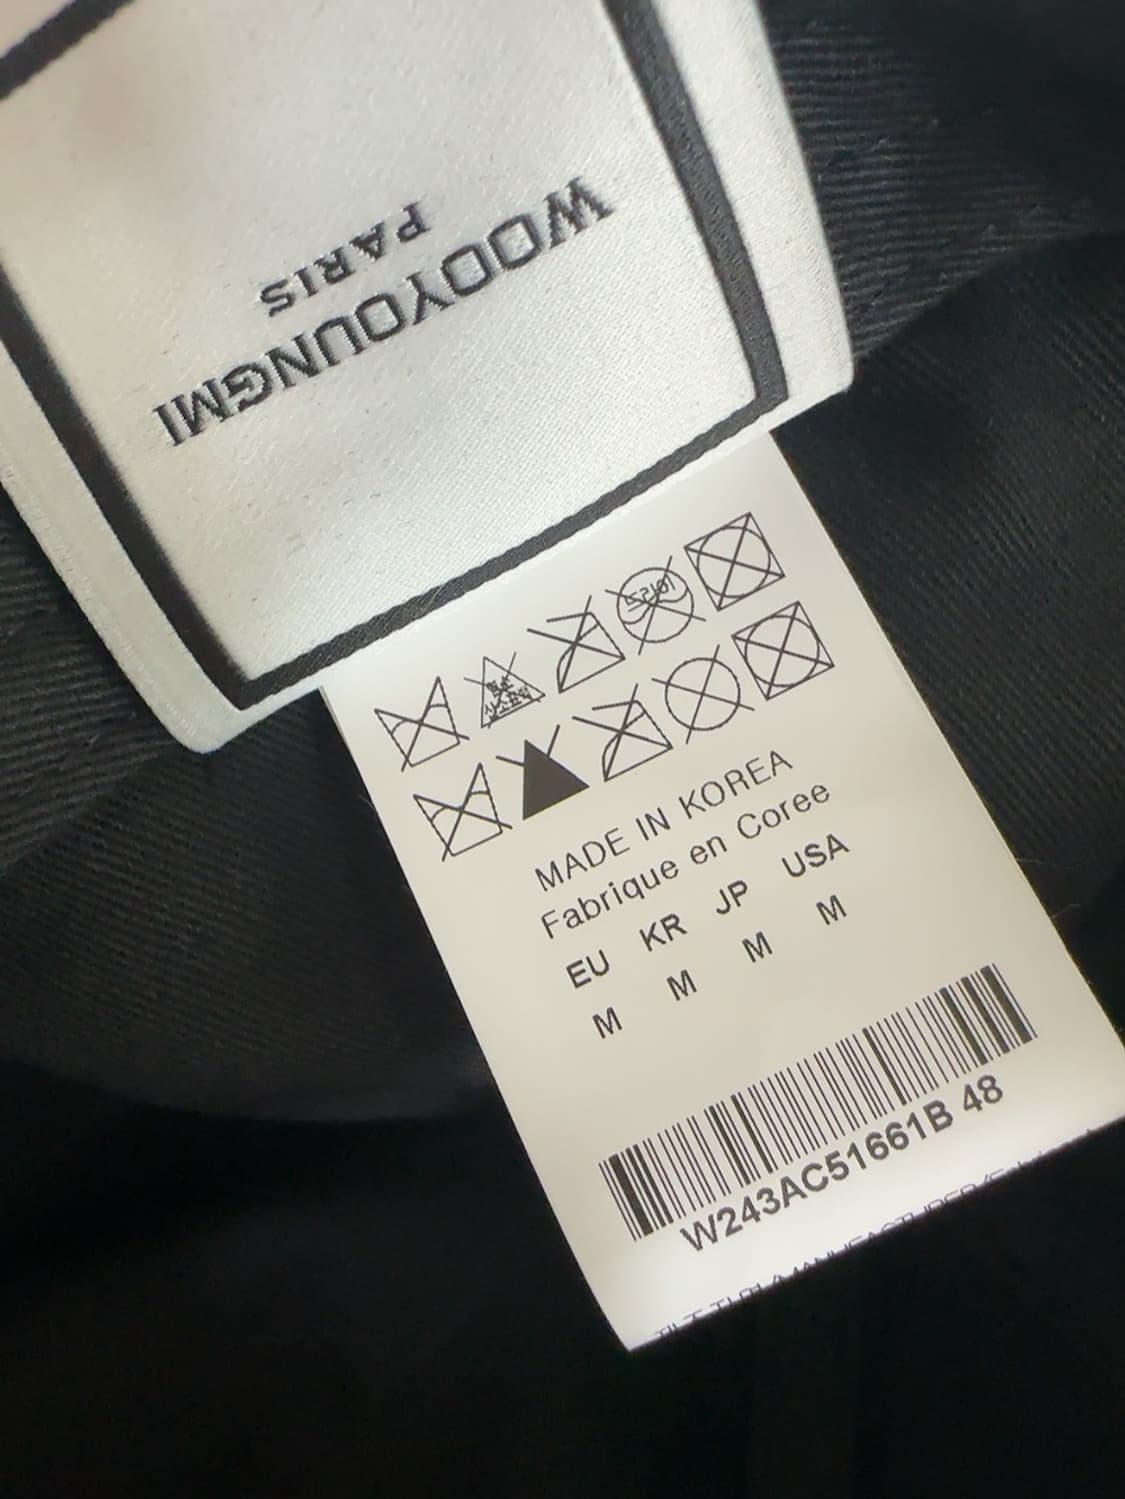 WOOYOUNGMI
PARIS
MADE IN KOREA
Fabrique en Coree
EU KR JP USA
M M M M
W243AC51661B 48